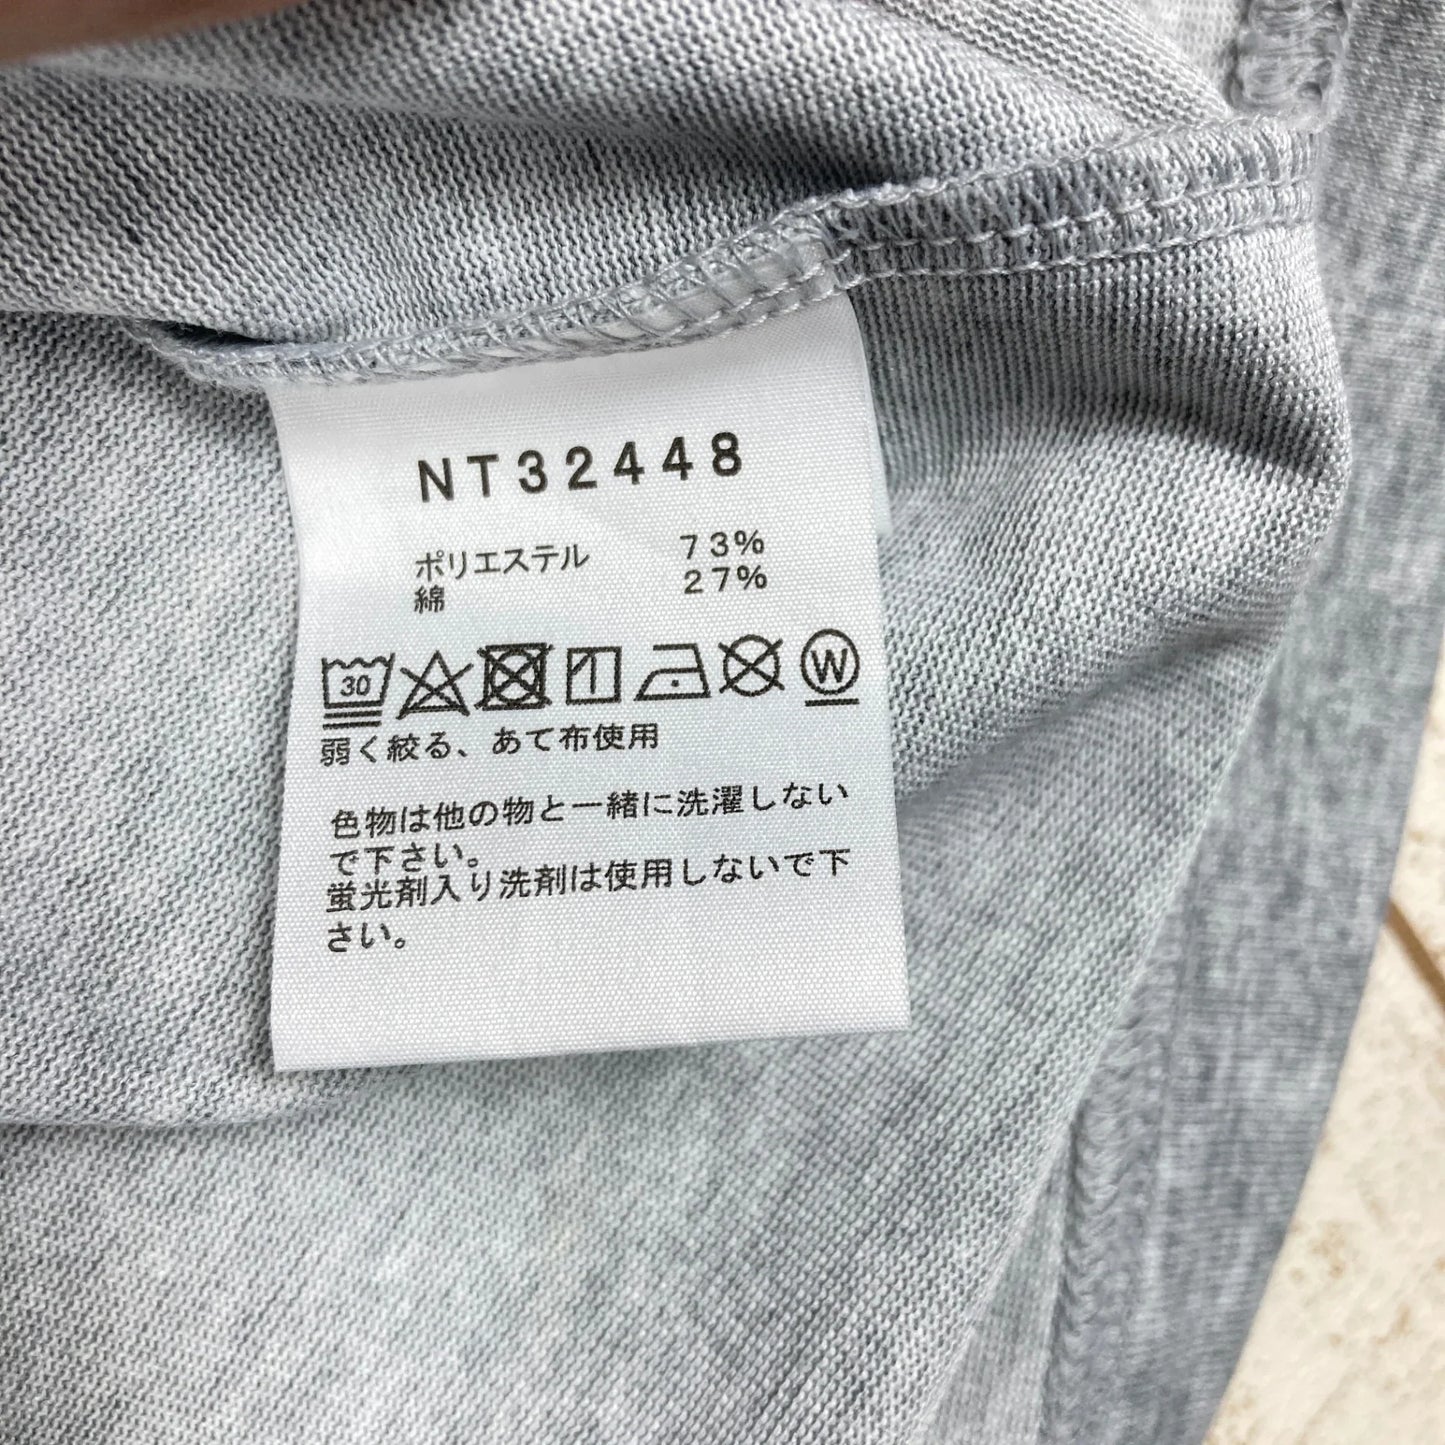 NT32448
ポリエステル 73%
綿 27%
30
W
弱く絞る、あて布使用
色物は他の物と一緒に洗濯しない
で下さい。
蛍光剤入り洗剤は使用しないで下
さい。